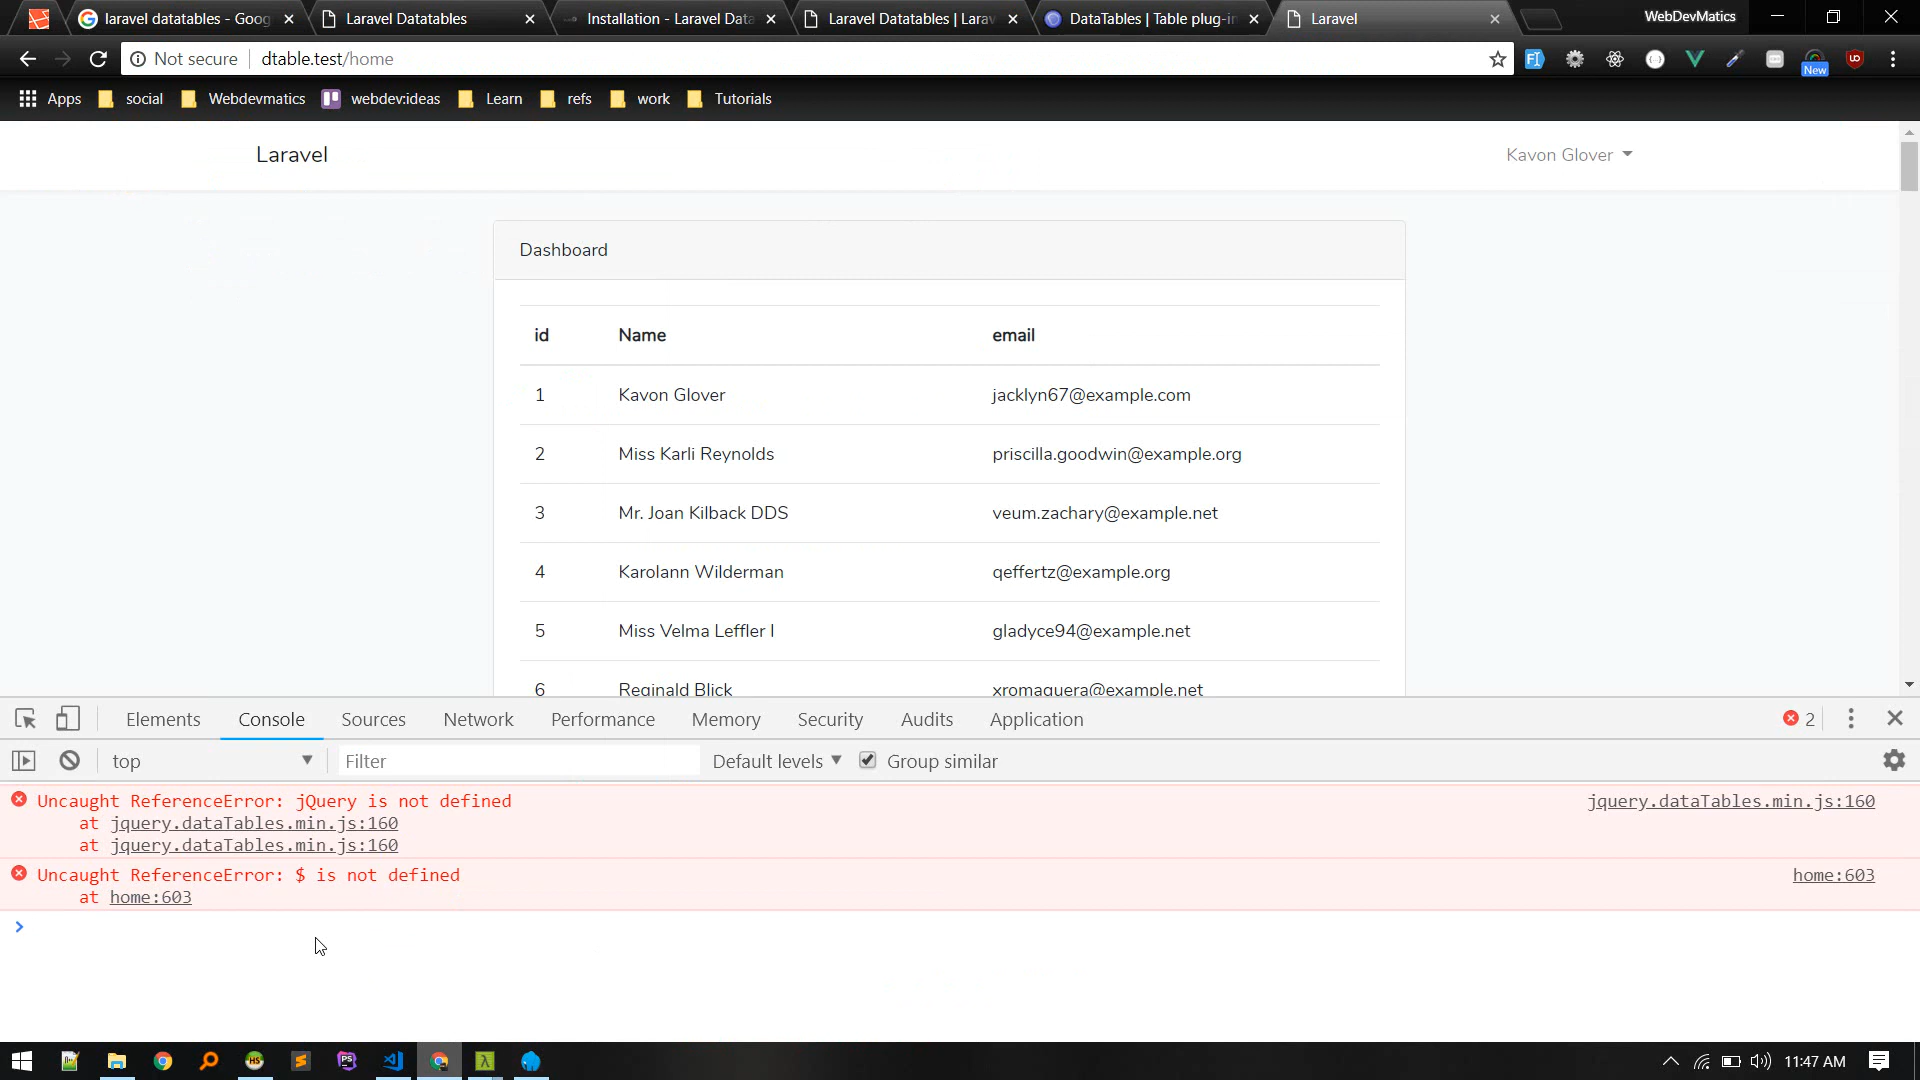 laravel datatables - Goog
Laravel Datatables
Installation - Laravel Data
Laravel Datatables | Larav
DataTables | Table plug-in
Laravel
WebDevMatics
Not secure
dtable.test/home
New
Apps
social
Webdevmatics
webdev:ideas
Learn
refs
work
Tutorials
Laravel
Kavon Glover
Dashboard
id Name email
1 Kavon Glover jacklyn67@example.com
2 Miss Karli Reynolds priscilla.goodwin@example.org
3 Mr. Joan Kilback DDS veum.zachary@example.net
4 Karolann Wilderman qeffertz@example.org
5 Miss Velma Leffler I gladyce94@example.net
6 Reginald Blick xromaguera@example.net
Elements Console Sources Network Performance Memory Security Audits Application 2
top Filter Default levels Group similar
Uncaught ReferenceError: jQuery is not defined jquery.dataTables.min.js:160
at jquery.dataTables.min.js:160
at jquery.dataTables.min.js:160
Uncaught ReferenceError: $ is not defined home:603
at home:603
11:47 AM